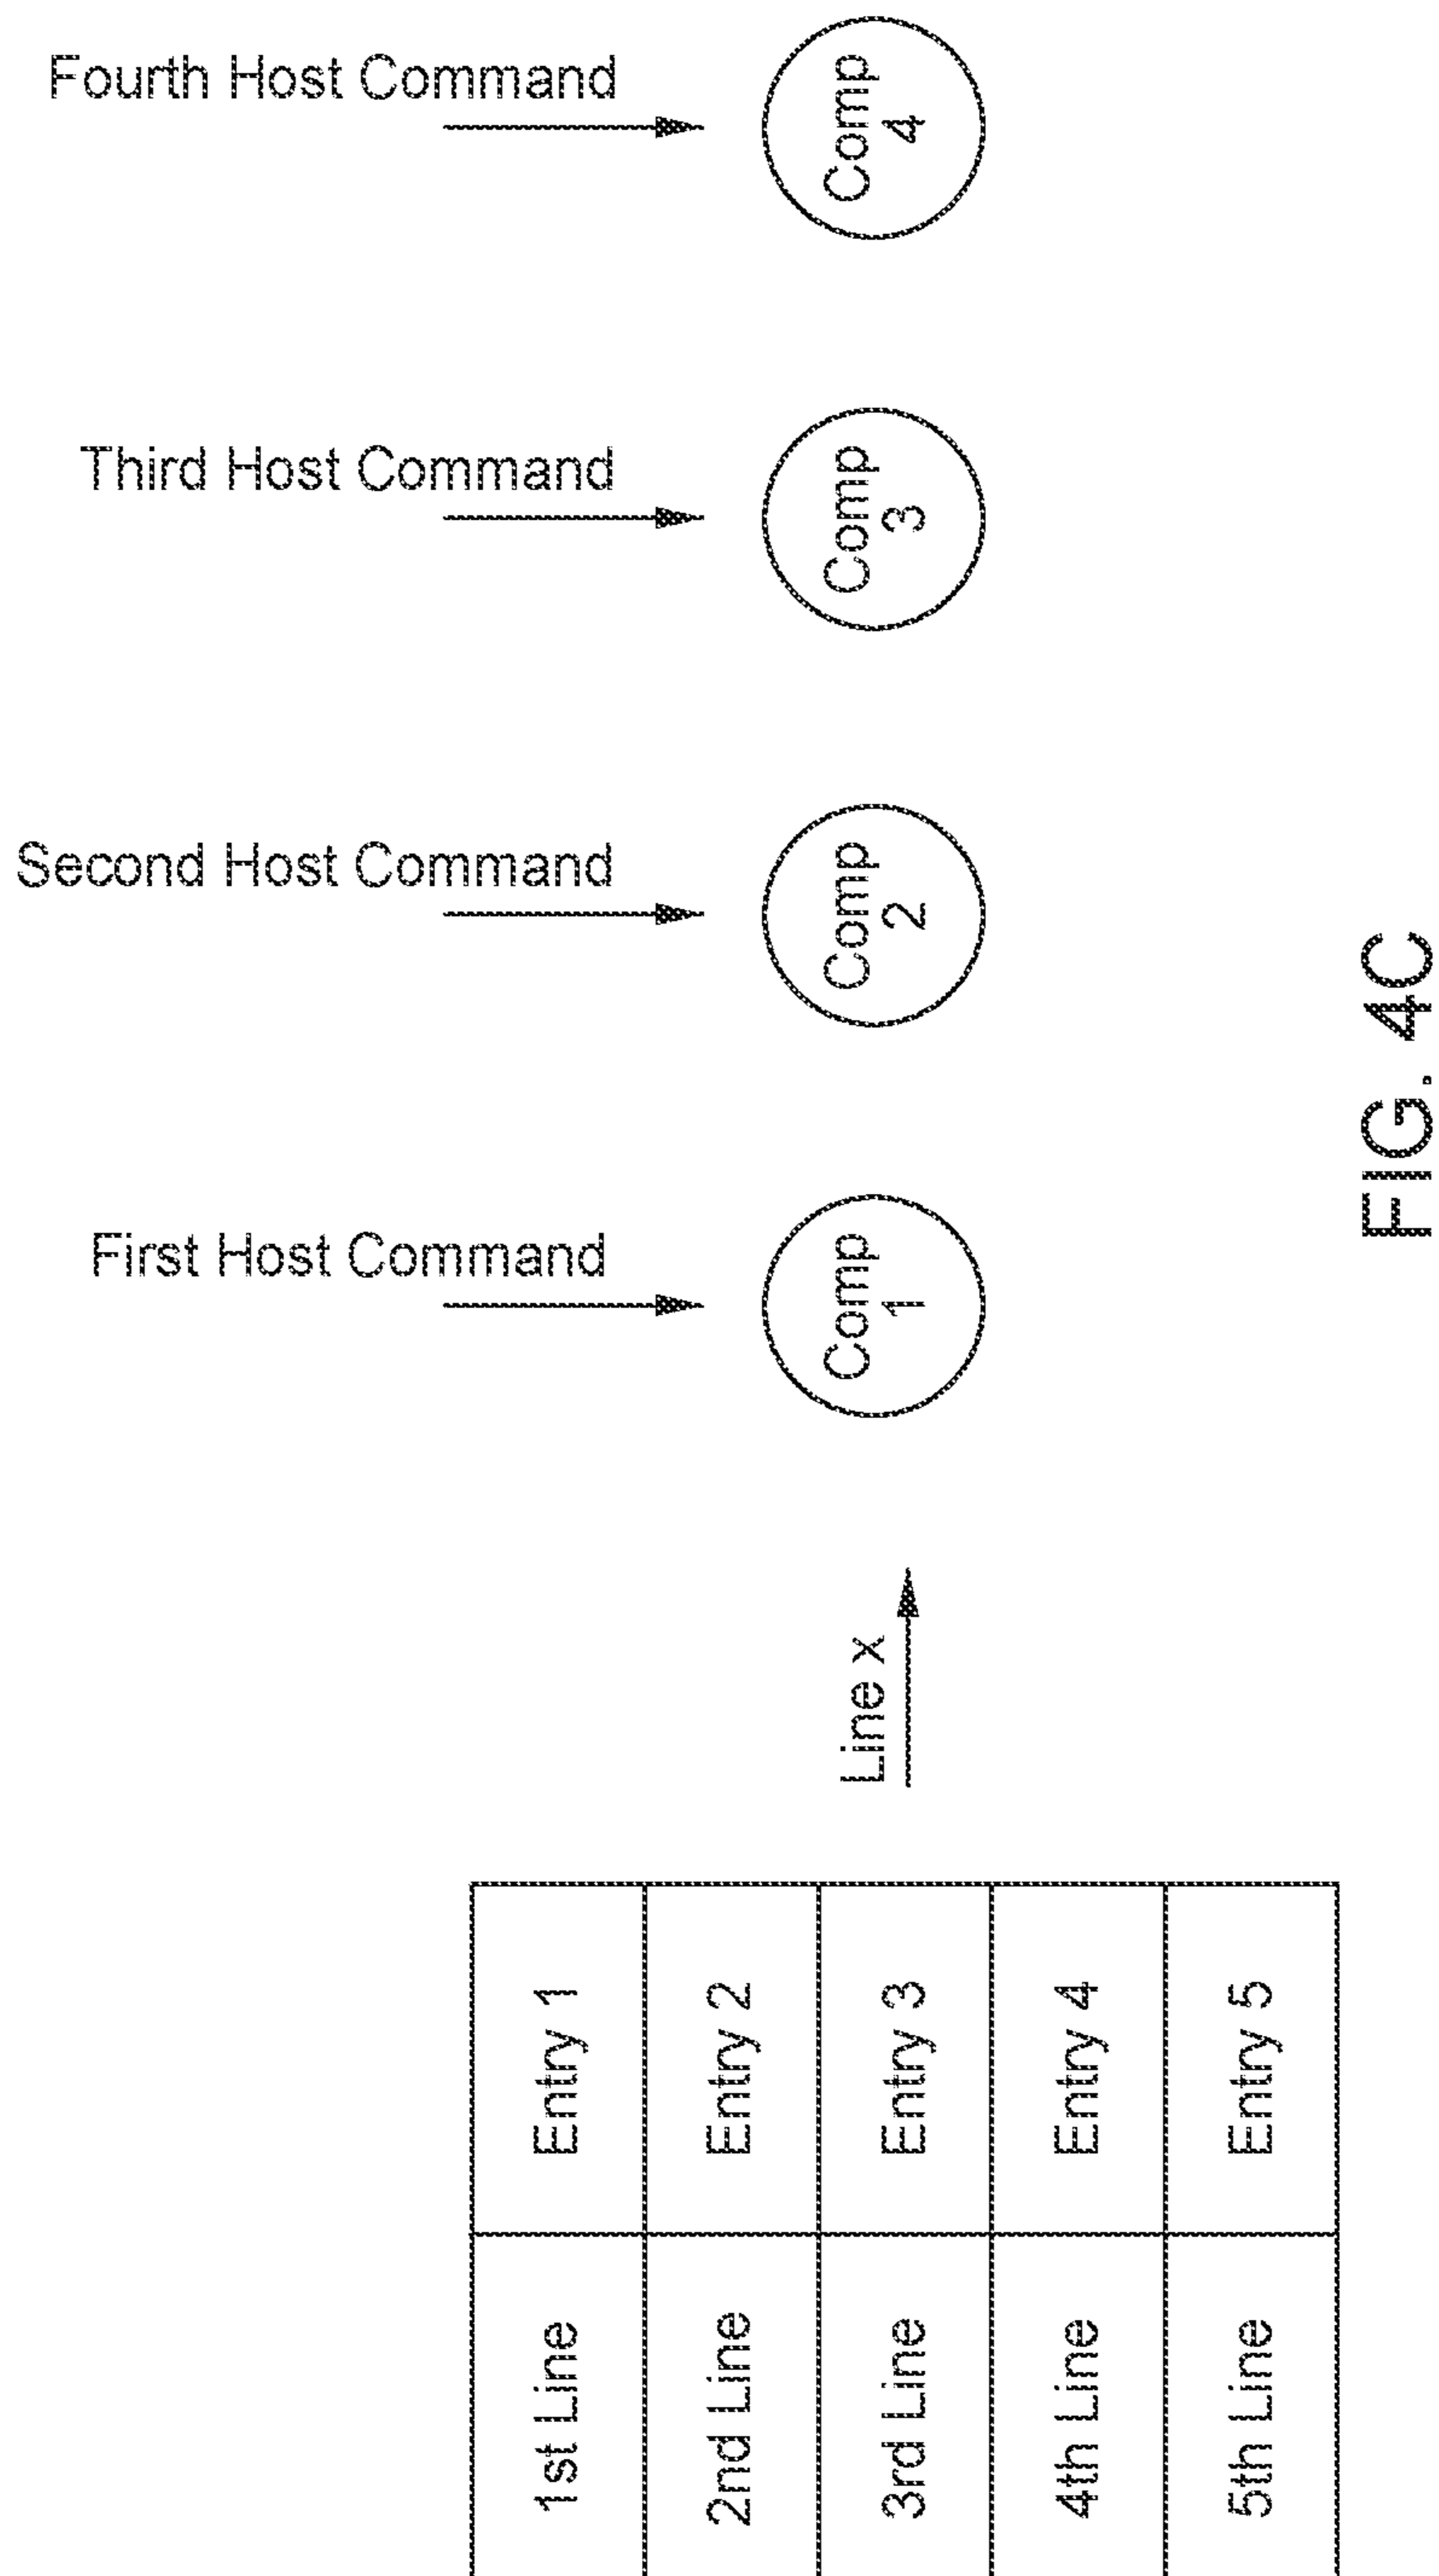 Fourth Host Command
Comp
4
Third Host Command
Comp
3
Second Host Command
Comp
2
First Host Command
Comp
1
Line x
1st Line Entry 1
2nd Line Entry 2
3rd Line Entry 3
4th Line Entry 4
5th Line Entry 5
FIG. 4C